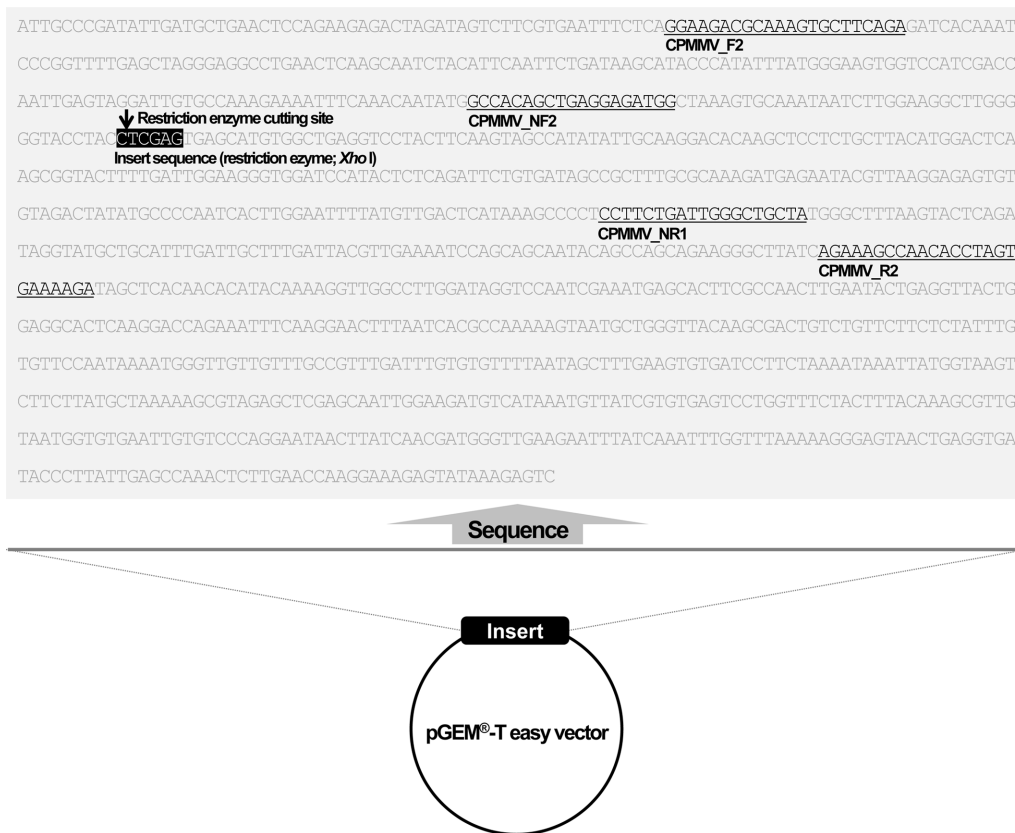 ATTGCCCGATATTGATGCTGAACTCCAGAAGAGACTAGATAGTCTTCGTGAATTTCTCAGGAAGACGCAAAGTGCTTCAGAGATCACAAAT
CPMMV_F2
CCCGGTTTTGAGCTAGGGAGGCCTGAACTCAAGCAATCTACATTCAATTCTGATAAGCATACCCATATTTATGGGAAGTGGTCCATCGACC
AATTGAGTAGGATTGTGCCAAAGAAAATTTCAAACAATATGGCCACAGCTGAGGAGATGGCTAAAGTGCAAATAATCTTGGAAGGCTTGGG
CPMMV_NF2
Restriction enzyme cutting site
GGTACCTACCTCGAGTGAGCATGTGGCTGAGGTCCTACTTCAAGTAGCCATATATTGCAAGGACACAAGCTCCTCTGCTTACATGGACTCA
Insert sequence (restriction ezyme; Xho I)
AGCGGTACTTTTGATTGGAAGGGTGGATCCATACTCTCAGATTCTGTGATAGCCGCTTTGCGCAAAGATGAGAATACGTTAAGGAGAGTGT
GTAGACTATATGCCCCAATCACTTGGAATTTTATGTTGACTCATAAAGCCCCTCCTTCTGATTGGGCTGCTATGGGCTTTAAGTACTCAGA
CPMMV_NR1
TAGGTATGCTGCATTTGATTGCTTTGATTACGTTGAAAATCCAGCAGCAATACAGCCAGCAGAAGGGCTTATCAGAAAGCCAACACCTAGT
CPMMV_R2
GAAAAGATAGCTCACAACACATACAAAAGGTTGGCCTTGGATAGGTCCAATCGAAATGAGCACTTCGCCAACTTGAATACTGAGGTTACTG
GAGGCACTCAAGGACCAGAAATTTCAAGGAACTTTAATCACGCCAAAAAGTAATGCTGGGTTACAAGCGACTGTCTGTTCTTCTCTATTTG
TGTTCCAATAAAATGGGTTGTTGTTTGCCGTTTGATTTGTGTGTTTTAATAGCTTTGAAGTGTGATCCTTCTAAAATAAATTATGGTAAGT
CTTCTTATGCTAAAAAGCGTAGAGCTCGAGCAATTGGAAGATGTCATAAATGTTATCGTGTGAGTCCTGGTTTCTACTTTACAAAGCGTTG
TAATGGTGTGAATTGTGTCCCAGGAATAACTTATCAACGATGGGTTGAAGAATTTATCAAATTTGGTTTAAAAAGGGAGTAACTGAGGTGA
TACCCTTATTGAGCCAAACTCTTGAACCAAGGAAAGAGTATAAAGAGTC
Sequence
Insert
pGEM®-T easy vector